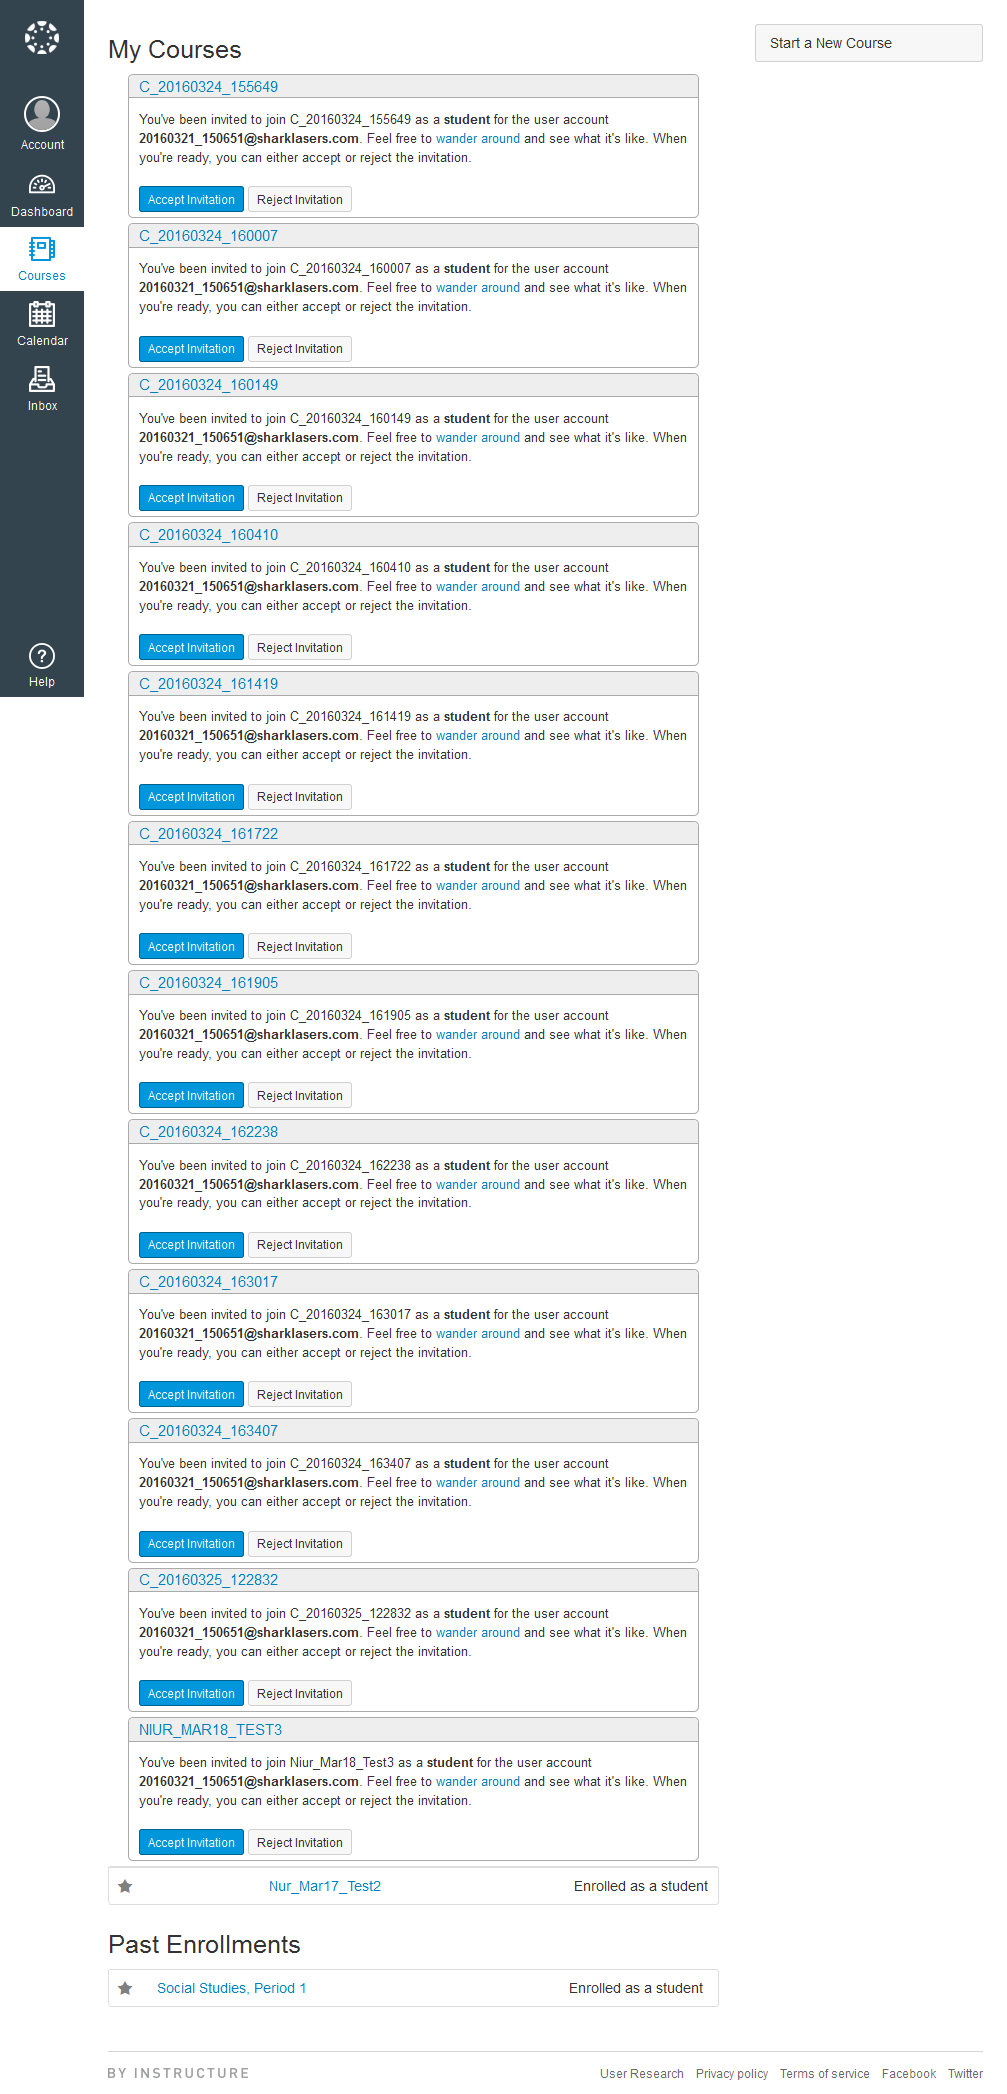 Account
Dashboard
Courses
Calendar
Inbox
Help
My Courses
Start a New Course
C_20160324_155649
You've been invited to join C_20160324_155649 as a student for the user account
20160321_150651@sharklasers.com. Feel free to wander around and see what it's like. When
you're ready, you can either accept or reject the invitation.
Accept Invitation Reject Invitation
C_20160324_160007
You've been invited to join C_20160324_160007 as a student for the user account
20160321_150651@sharklasers.com. Feel free to wander around and see what it's like. When
you're ready, you can either accept or reject the invitation.
Accept Invitation Reject Invitation
C_20160324_160149
You've been invited to join C_20160324_160149 as a student for the user account
20160321_150651@sharklasers.com. Feel free to wander around and see what it's like. When
you're ready, you can either accept or reject the invitation.
Accept Invitation Reject Invitation
C_20160324_160410
You've been invited to join C_20160324_160410 as a student for the user account
20160321_150651@sharklasers.com. Feel free to wander around and see what it's like. When
you're ready, you can either accept or reject the invitation.
Accept Invitation Reject Invitation
C_20160324_161419
You've been invited to join C_20160324_161419 as a student for the user account
20160321_150651@sharklasers.com. Feel free to wander around and see what it's like. When
you're ready, you can either accept or reject the invitation.
Accept Invitation Reject Invitation
C_20160324_161722
You've been invited to join C_20160324_161722 as a student for the user account
20160321_150651@sharklasers.com. Feel free to wander around and see what it's like. When
you're ready, you can either accept or reject the invitation.
Accept Invitation Reject Invitation
C_20160324_161905
You've been invited to join C_20160324_161905 as a student for the user account
20160321_150651@sharklasers.com. Feel free to wander around and see what it's like. When
you're ready, you can either accept or reject the invitation.
Accept Invitation Reject Invitation
C_20160324_162238
You've been invited to join C_20160324_162238 as a student for the user account
20160321_150651@sharklasers.com. Feel free to wander around and see what it's like. When
you're ready, you can either accept or reject the invitation.
Accept Invitation Reject Invitation
C_20160324_163017
You've been invited to join C_20160324_163017 as a student for the user account
20160321_150651@sharklasers.com. Feel free to wander around and see what it's like. When
you're ready, you can either accept or reject the invitation.
Accept Invitation Reject Invitation
C_20160324_163407
You've been invited to join C_20160324_163407 as a student for the user account
20160321_150651@sharklasers.com. Feel free to wander around and see what it's like. When
you're ready, you can either accept or reject the invitation.
Accept Invitation Reject Invitation
C_20160325_122832
You've been invited to join C_20160325_122832 as a student for the user account
20160321_150651@sharklasers.com. Feel free to wander around and see what it's like. When
you're ready, you can either accept or reject the invitation.
Accept Invitation Reject Invitation
NIUR_MAR18_TEST3
You've been invited to join Niur_Mar18_Test3 as a student for the user account
20160321_150651@sharklasers.com. Feel free to wander around and see what it's like. When
you're ready, you can either accept or reject the invitation.
Accept Invitation Reject Invitation
Nur_Mar17_Test2 Enrolled as a student
Past Enrollments
Social Studies, Period 1 Enrolled as a student
BY INSTRUCTURE User Research Privacy policy Terms of service Facebook Twitter